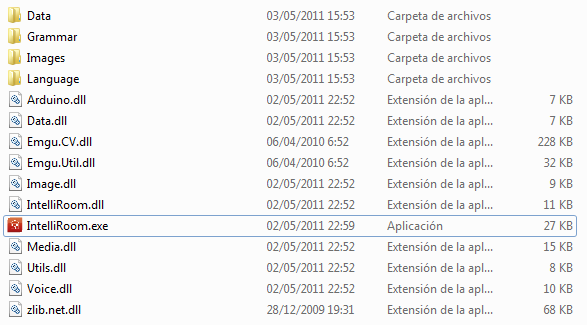 Data 03/05/2011 15:53 Carpeta de archivos
Grammar 03/05/2011 15:53 Carpeta de archivos
Images 03/05/2011 15:53 Carpeta de archivos
Language 03/05/2011 15:53 Carpeta de archivos
Arduino.dll 02/05/2011 22:52 Extensión de la apl... 7 KB
Data.dll 02/05/2011 22:52 Extensión de la apl... 7 KB
Emgu.CV.dll 06/04/2010 6:52 Extensión de la apl... 228 KB
Emgu.Util.dll 06/04/2010 6:52 Extensión de la apl... 32 KB
Image.dll 02/05/2011 22:52 Extensión de la apl... 9 KB
IntelliRoom.dll 02/05/2011 22:52 Extensión de la apl... 11 KB
IntelliRoom.exe 02/05/2011 22:59 Aplicación 27 KB
Media.dll 02/05/2011 22:52 Extensión de la apl... 15 KB
Utils.dll 02/05/2011 22:52 Extensión de la apl... 8 KB
Voice.dll 02/05/2011 22:52 Extensión de la apl... 10 KB
zlib.net.dll 28/12/2009 19:31 Extensión de la apl... 68 KB